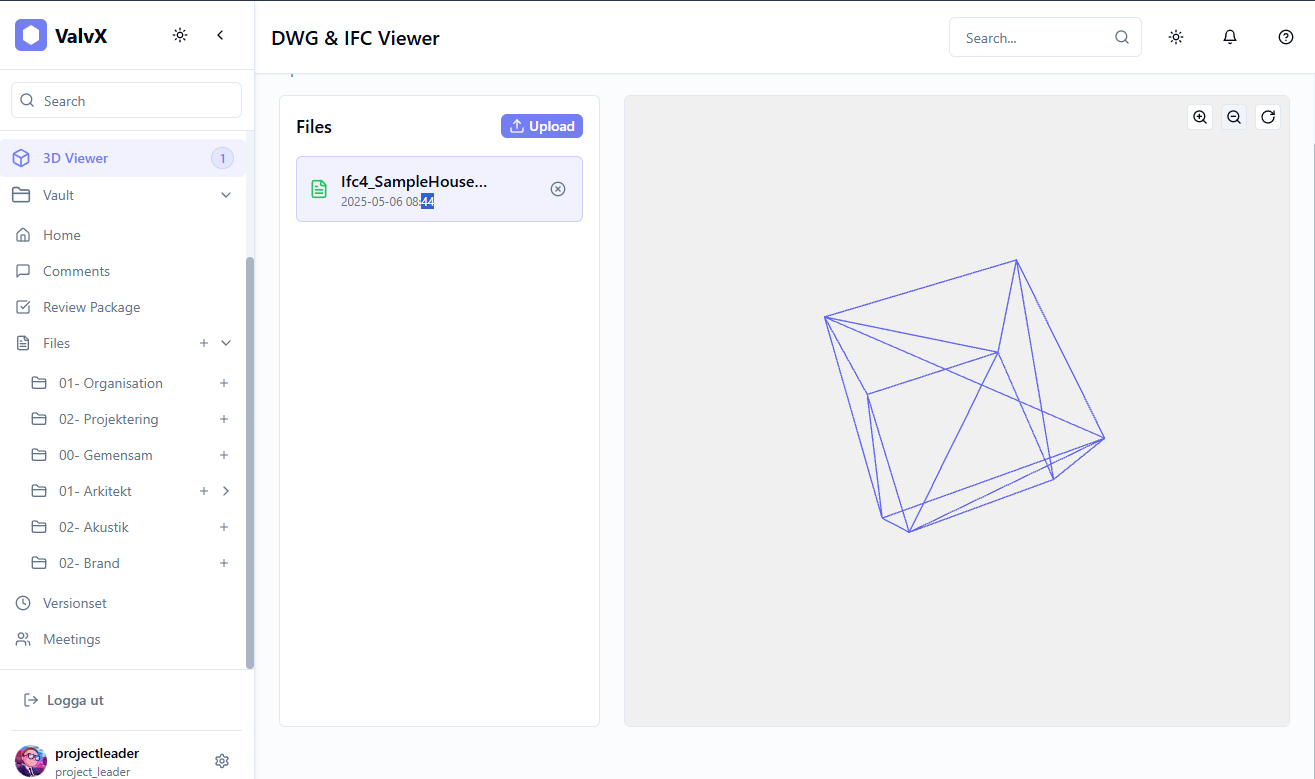 ValvX
DWG & IFC Viewer
Search...
Search
3D Viewer 1
Vault
Home
Comments
Review Package
Files
01- Organisation
02- Projektering
00- Gemensam
01- Arkitekt
02- Akustik
02- Brand
Versionset
Meetings
Logga ut
projectleader
project_leader
Files
Upload
Ifc4_SampleHouse...
2025-05-06 08:44